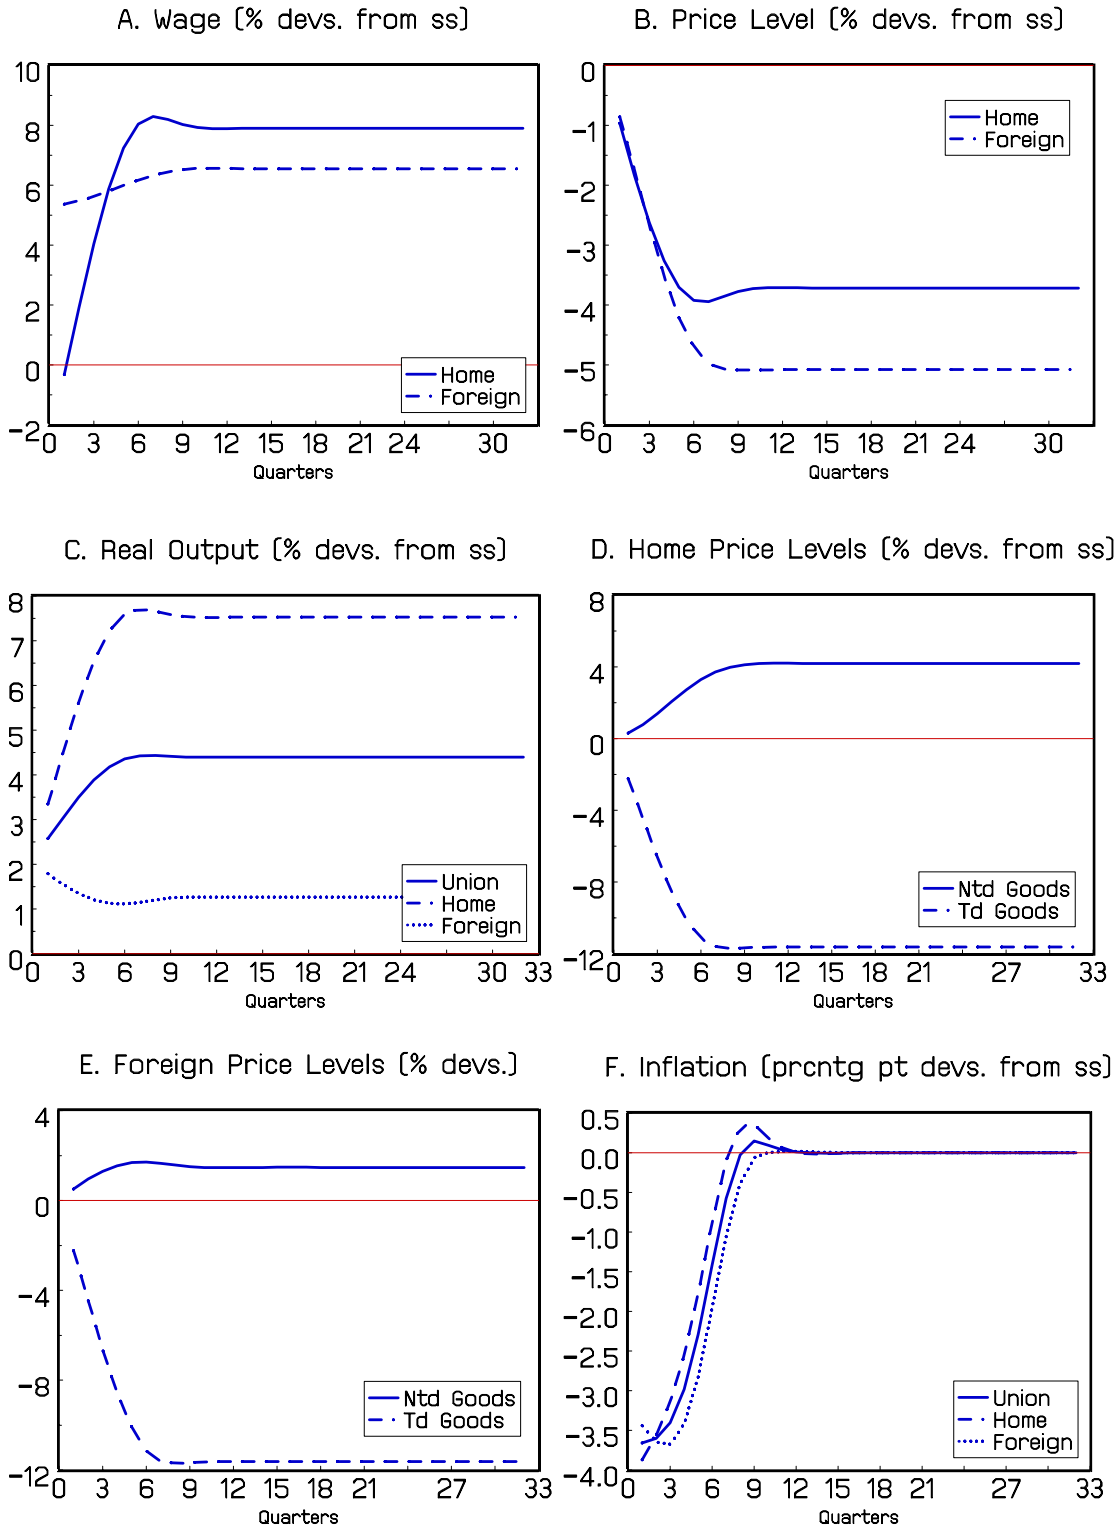 A. Wage (% devs. from ss)
10
8
6
4
2
0
−2
0 3 6 9 12 15 18 21 24 30
Quarters
Home
Foreign
B. Price Level (% devs. from ss)
0
−1
−2
−3
−4
−5
−6
0 3 6 9 12 15 18 21 24 30
Quarters
Home
Foreign
C. Real Output (% devs. from ss)
8
7
6
5
4
3
2
1
0
0 3 6 9 12 15 18 21 24 30 33
Quarters
Union
Home
Foreign
D. Home Price Levels (% devs. from ss)
8
4
0
−4
−8
−12
0 3 6 9 12 15 18 21 27 33
Quarters
Ntd Goods
Td Goods
E. Foreign Price Levels (% devs.)
4
0
−4
−8
−12
0 3 6 9 12 15 18 21 24 27 33
Quarters
Ntd Goods
Td Goods
F. Inflation (prcntg pt devs. from ss)
0.5
0.0
−0.5
−1.0
−1.5
−2.0
−2.5
−3.0
−3.5
−4.0
0 3 6 9 12 15 18 21 27 33
Quarters
Union
Home
Foreign